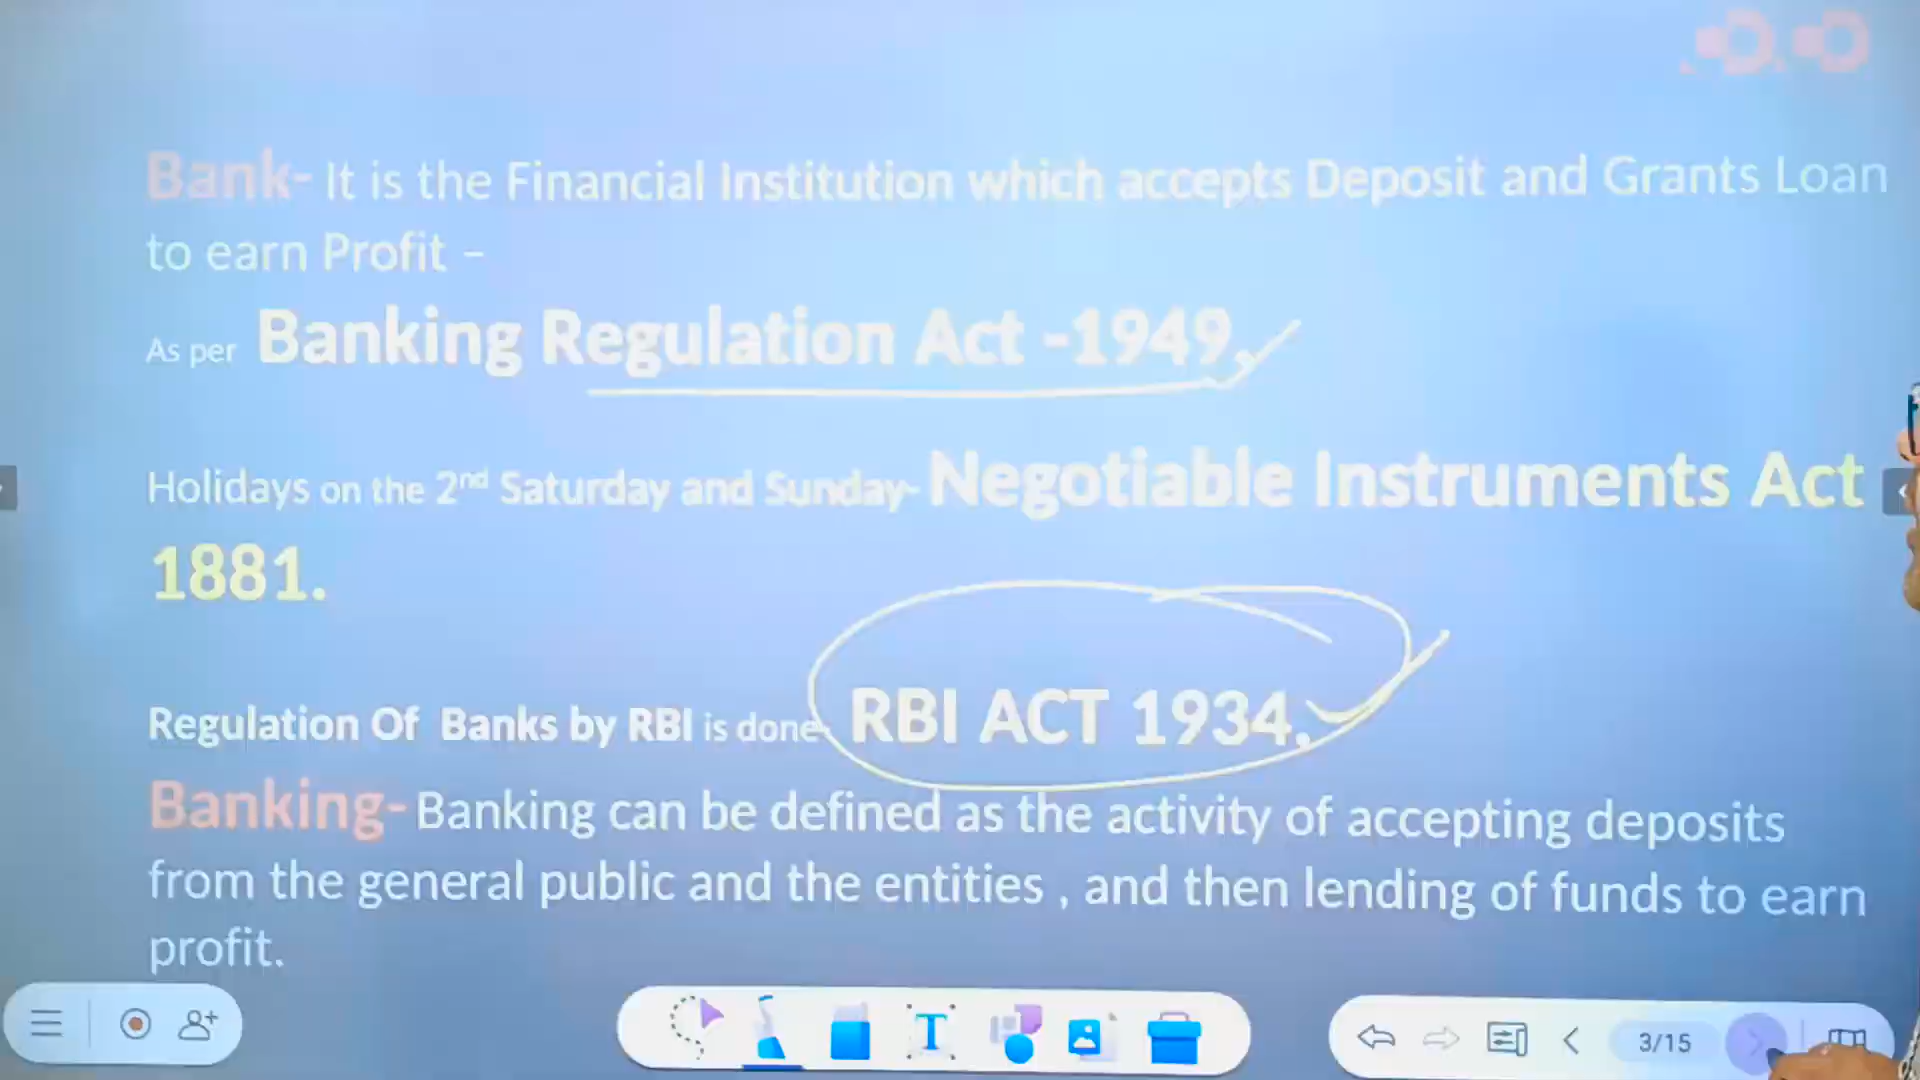 Bank- It is the Financial Institution which accepts Deposit and Grants Loan
to earn Profit –
As per Banking Regulation Act -1949,
Holidays on the 2nd Saturday and Sunday- Negotiable Instruments Act
1881.
Regulation Of Banks by RBI is done- RBI ACT 1934.
Banking- Banking can be defined as the activity of accepting deposits
from the general public and the entities , and then lending of funds to earn
profit.
T
3/15